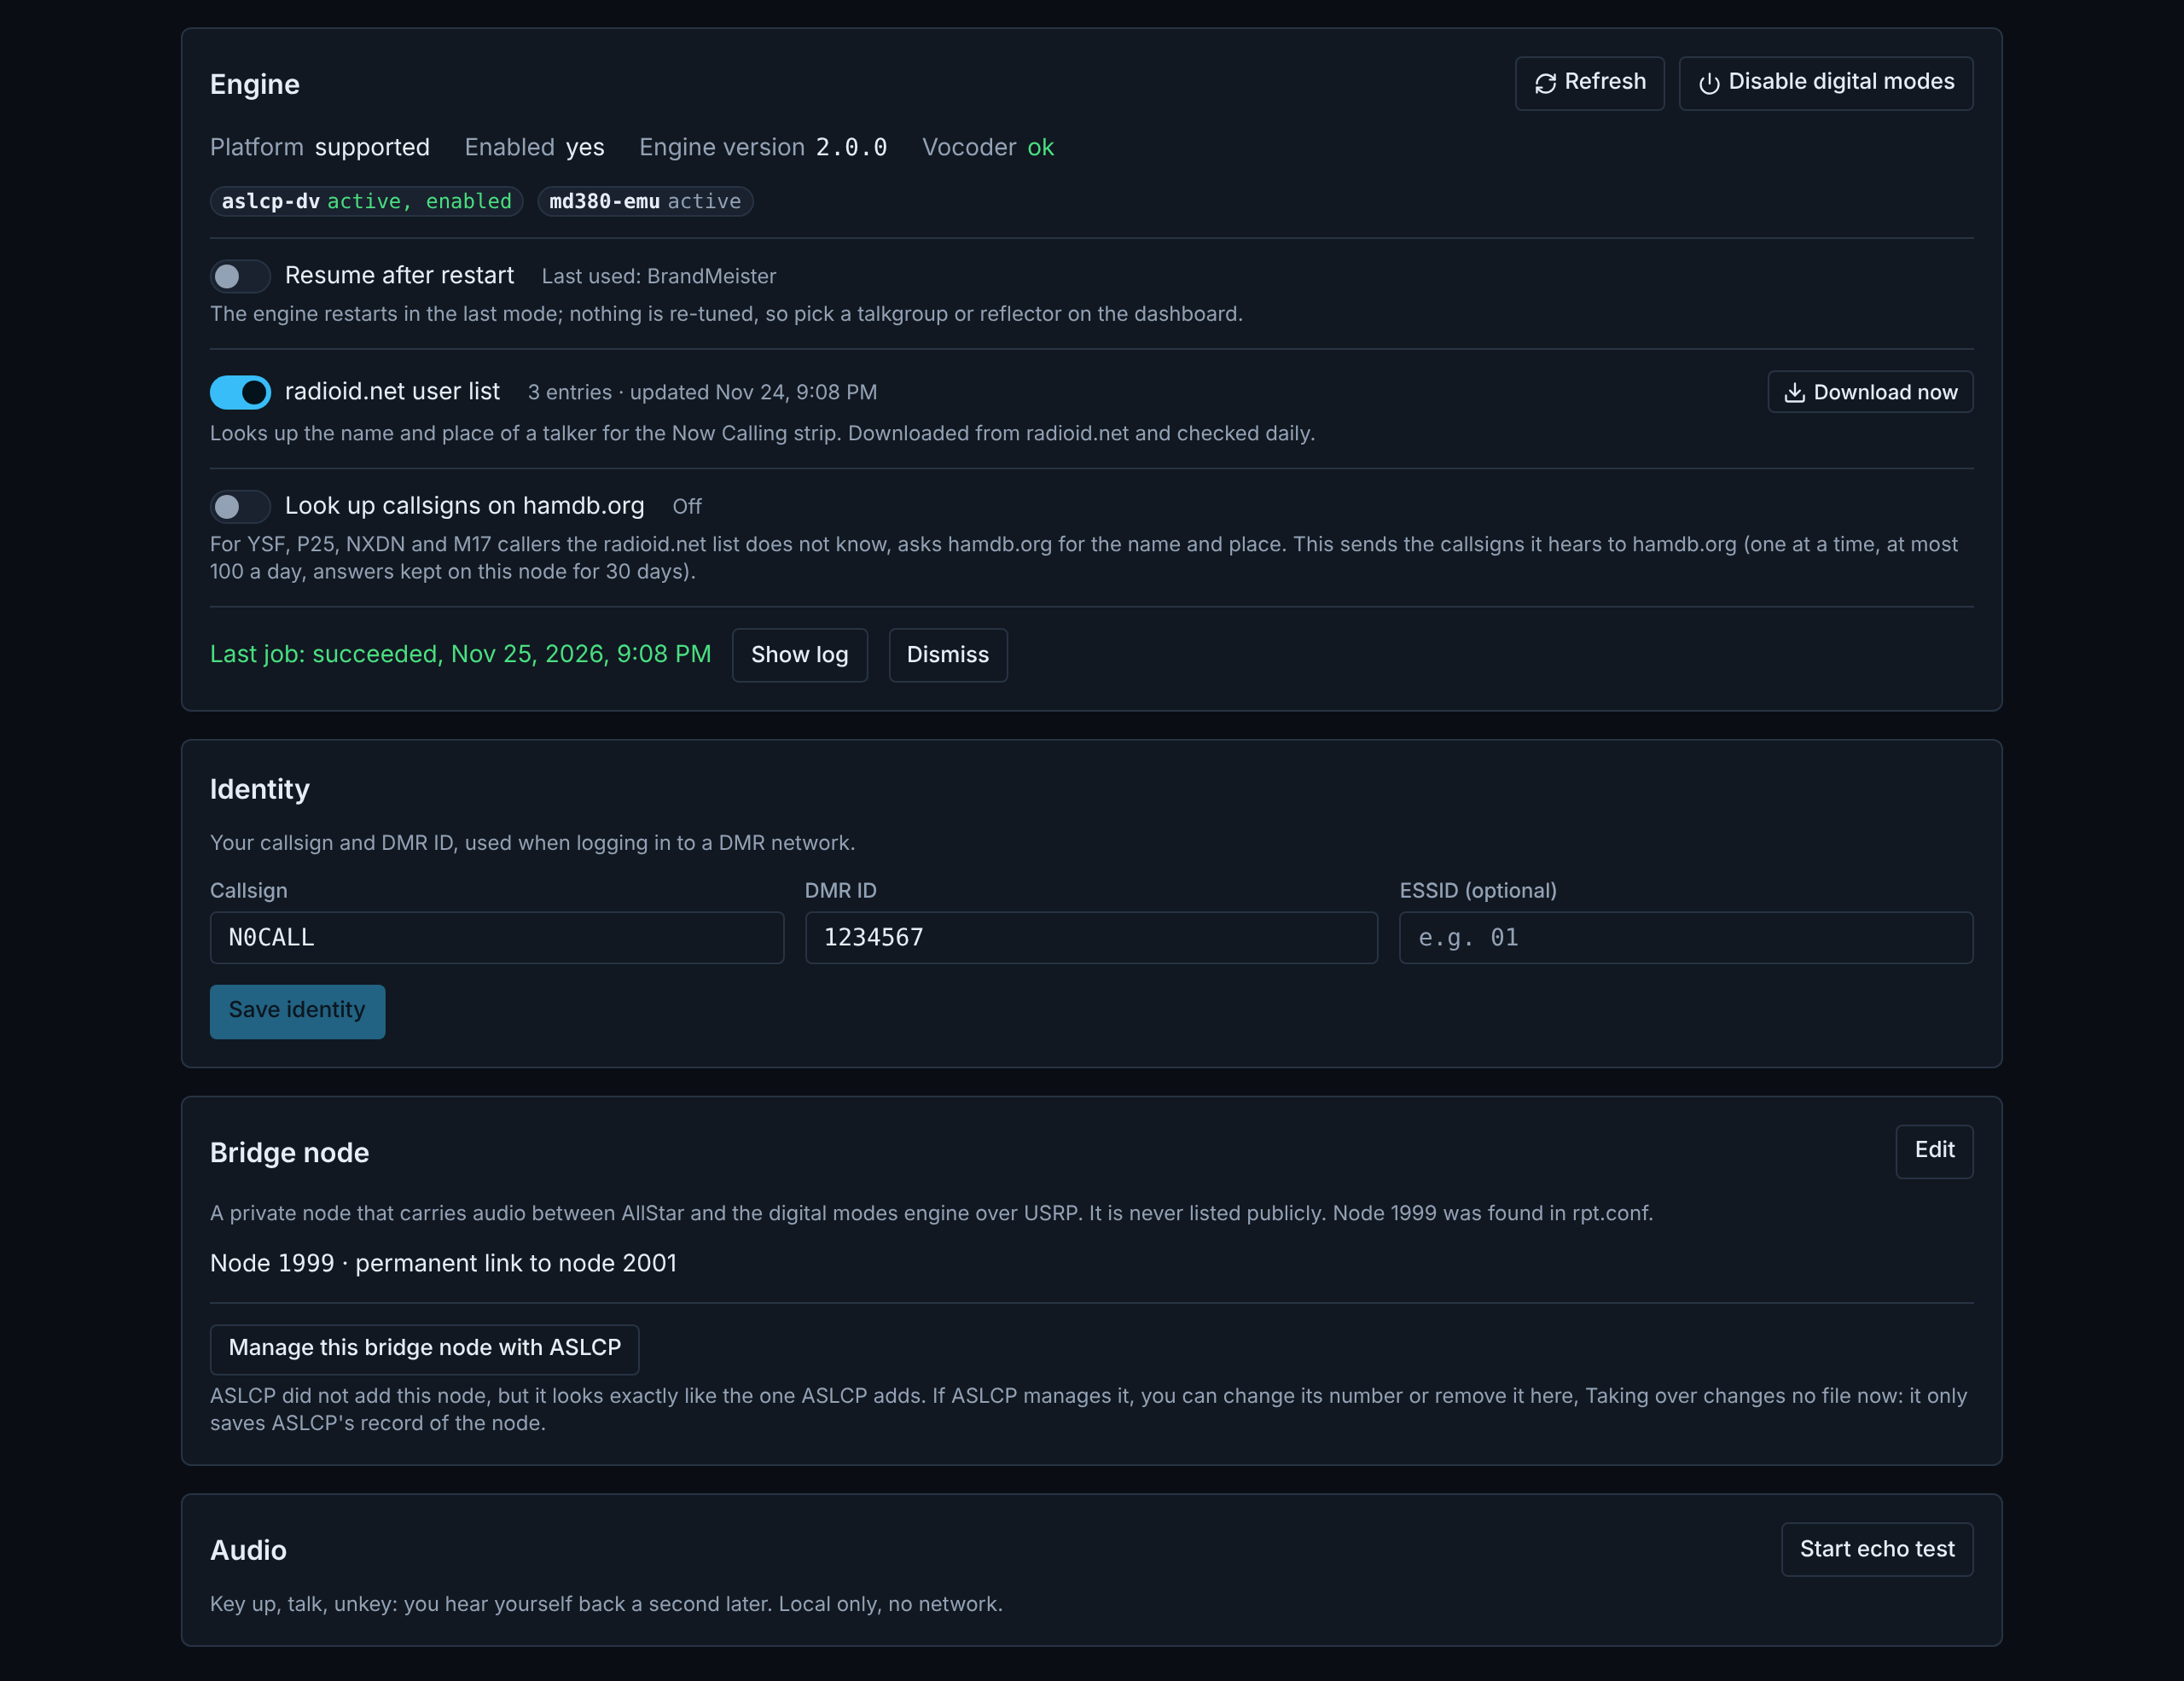 Engine
Refresh
Disable digital modes
Platform supported Enabled yes Engine version 2.0.0 Vocoder ok
aslcp-dv active, enabled md380-emu active
Resume after restart Last used: BrandMeister
The engine restarts in the last mode; nothing is re-tuned, so pick a talkgroup or reflector on the dashboard.
radioid.net user list 3 entries · updated Nov 24, 9:08 PM
Download now
Looks up the name and place of a talker for the Now Calling strip. Downloaded from radioid.net and checked daily.
Look up callsigns on hamdb.org Off
For YSF, P25, NXDN and M17 callers the radioid.net list does not know, asks hamdb.org for the name and place. This sends the callsigns it hears to hamdb.org (one at a time, at most
100 a day, answers kept on this node for 30 days).
Last job: succeeded, Nov 25, 2026, 9:08 PM Show log Dismiss
Identity
Your callsign and DMR ID, used when logging in to a DMR network.
Callsign DMR ID ESSID (optional)
N0CALL 1234567 e.g. 01
Save identity
Bridge node
Edit
A private node that carries audio between AllStar and the digital modes engine over USRP. It is never listed publicly. Node 1999 was found in rpt.conf.
Node 1999 · permanent link to node 2001
Manage this bridge node with ASLCP
ASLCP did not add this node, but it looks exactly like the one ASLCP adds. If ASLCP manages it, you can change its number or remove it here, Taking over changes no file now: it only
saves ASLCP's record of the node.
Audio
Start echo test
Key up, talk, unkey: you hear yourself back a second later. Local only, no network.